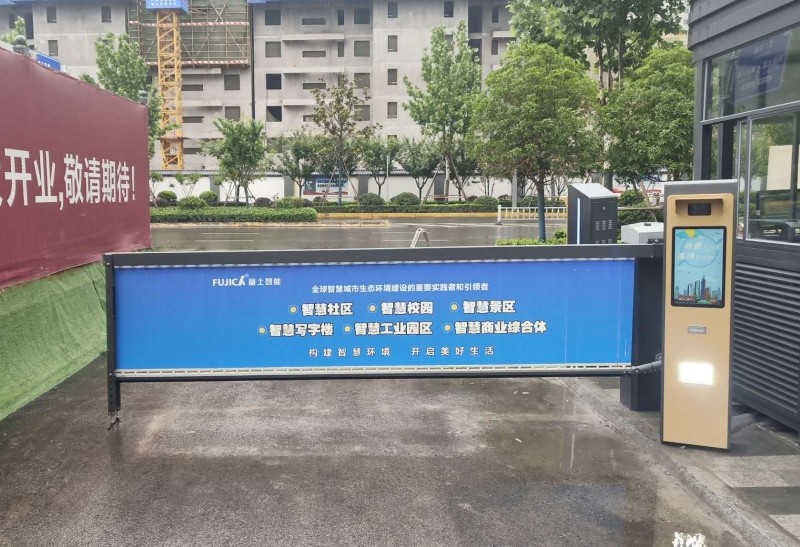 开业,敬请期待!
FUJICA 富士智能
全球智慧城市生态环境建设的重要实践者和引领者
智慧社区 智慧校园 智慧景区
智慧写字楼 智慧工业园区 智慧商业综合体
构建智慧环境 开启美好生活